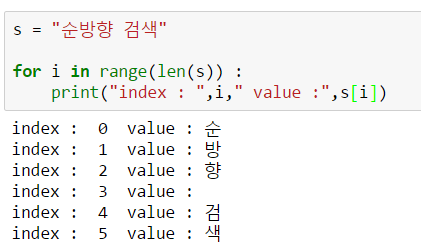 s = "순방향 검색"
for i in range(len(s)) :
    print("index : ",i," value :",s[i])
index :  0  value : 순
index :  1  value : 방
index :  2  value : 향
index :  3  value :
index :  4  value : 검
index :  5  value : 색